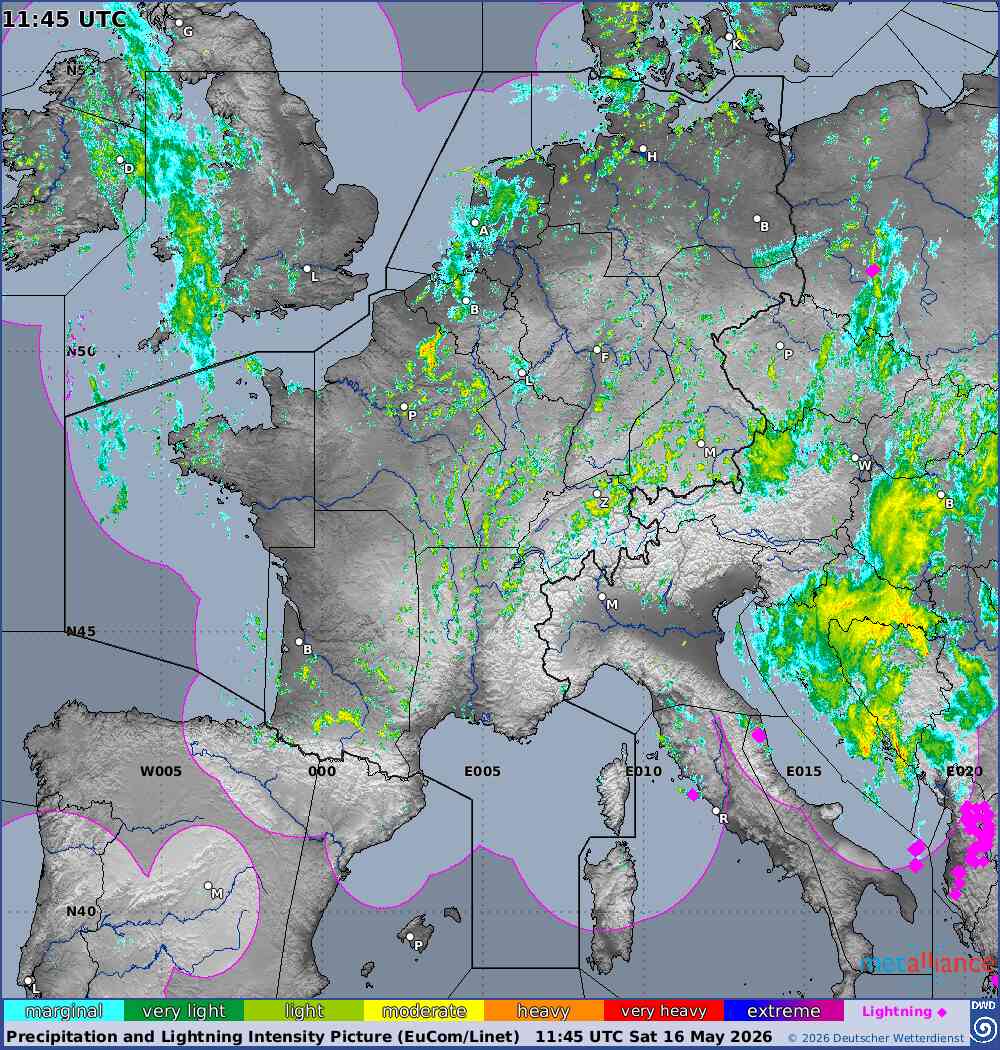 11:45 UTC
G
K
N55
D
H
A
B
L
B
N50
F
P
L
P
M
W
Z
B
M
N45
B
W005
000
E005
E010
E015
E020
R
M
N40
P
L
metalliance
marginal
very light
light
moderate
heavy
very heavy
extreme
Lightning
DWD
Precipitation and Lightning Intensity Picture (EuCom/Linet) 11:45 UTC Sat 16 May 2026 © 2026 Deutscher Wetterdienst